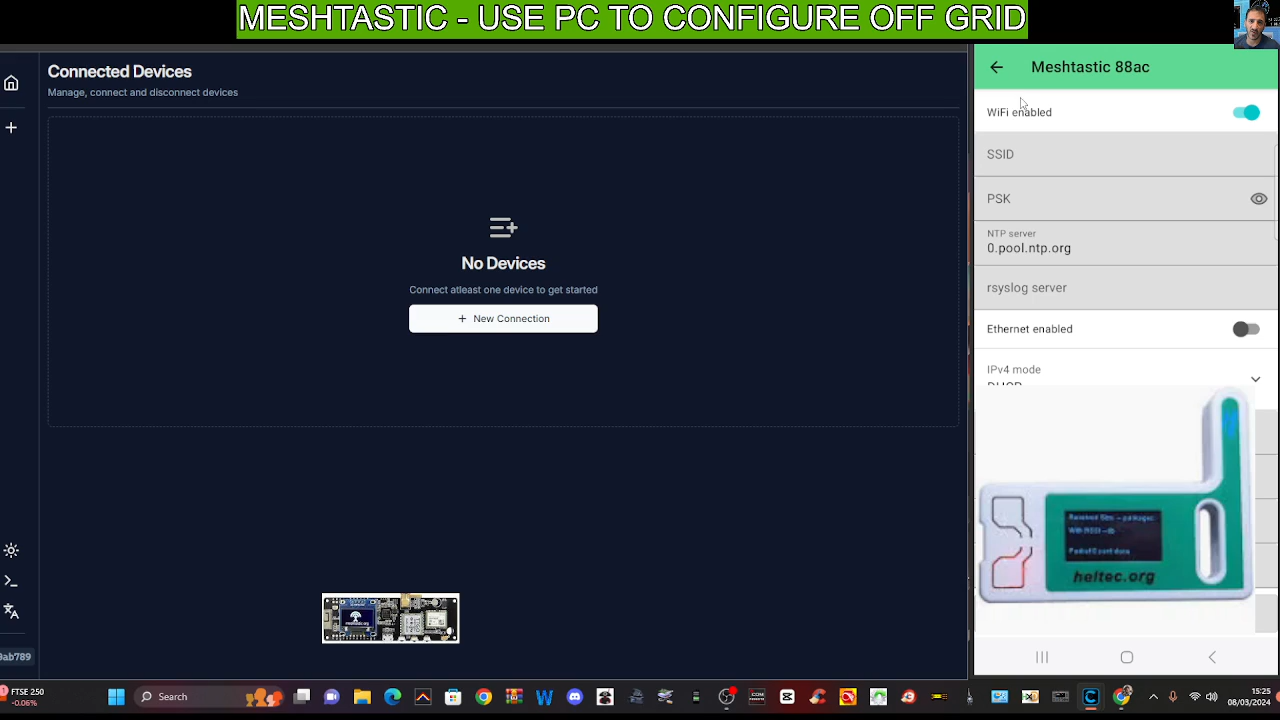 MESHTASTIC - USE PC TO CONFIGURE OFF GRID
Connected Devices
Manage, connect and disconnect devices
No Devices
Connect atleast one device to get started
+ New Connection
9ab789
Meshtastic 88ac
WiFi enabled
SSID
PSK
NTP server
0.pool.ntp.org
rsyslog server
Ethernet enabled
IPv4 mode
DHCP
heltec.org
FTSE 250
-0.06%
Search
15:25
08/03/2024